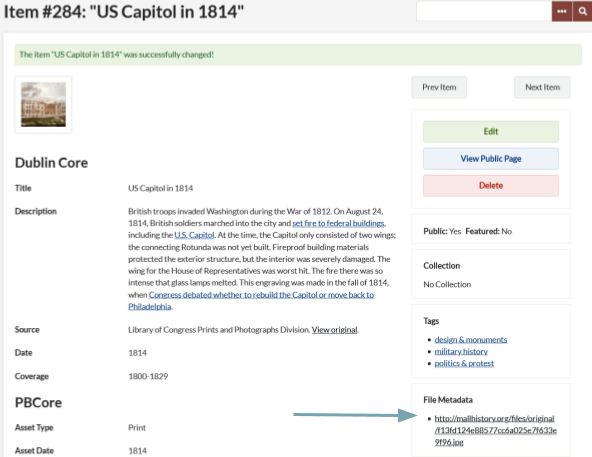 Item #284: "US Capitol in 1814"
The item "US Capitol in 1814" was successfully changed!
Prev Item
Next Item
Edit
View Public Page
Delete
Dublin Core
Title
US Capitol in 1814
Description
British troops invaded Washington during the War of 1812. On August 24,
1814, British soldiers marched into the city and set fire to federal buildings,
including the U.S. Capitol. At the time, the Capitol only consisted of two wings;
the connecting Rotunda was not yet built. Fireproof building materials
protected the exterior structure, but the interior was severely damaged. The
wing for the House of Representatives was worst hit. The fire there was so
intense that glass lamps melted. This engraving was made in the fall of 1814,
when Congress debated whether to rebuild the Capitol or move back to
Philadelphia.
Source
Library of Congress Prints and Photographs Division. View original.
Date
1814
Coverage
1800-1829
PBCore
Asset Type
Print
Asset Date
1814
Public: Yes Featured: No
Collection
No Collection
Tags
design & monuments
military history
politics & protest
File Metadata
http://mallhistory.org/files/original
/f13fd124e88577cc6a025e7f633e
9f96.jpg